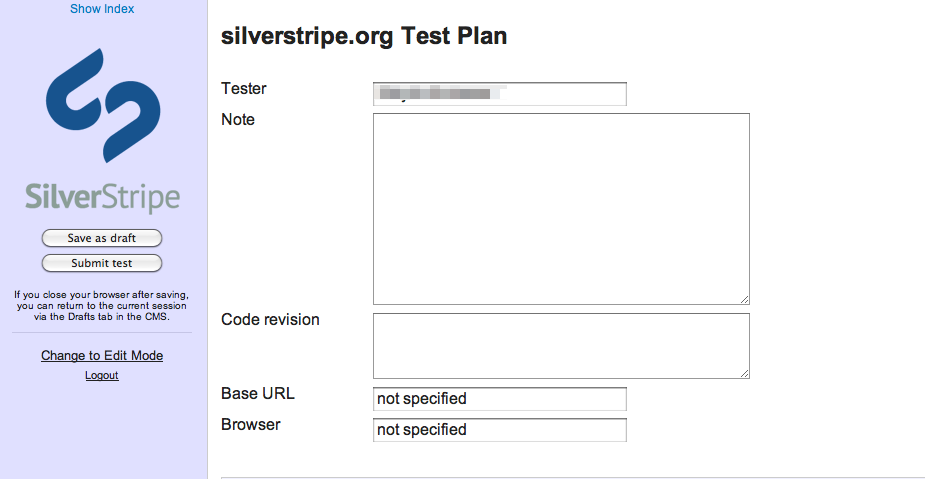 Show Index
SilverStripe
Save as draft
Submit test
If you close your browser after saving,
you can return to the current session
via the Drafts tab in the CMS.
Change to Edit Mode
Logout
silverstripe.org Test Plan
Tester
Note
Code revision
Base URL
not specified
Browser
not specified